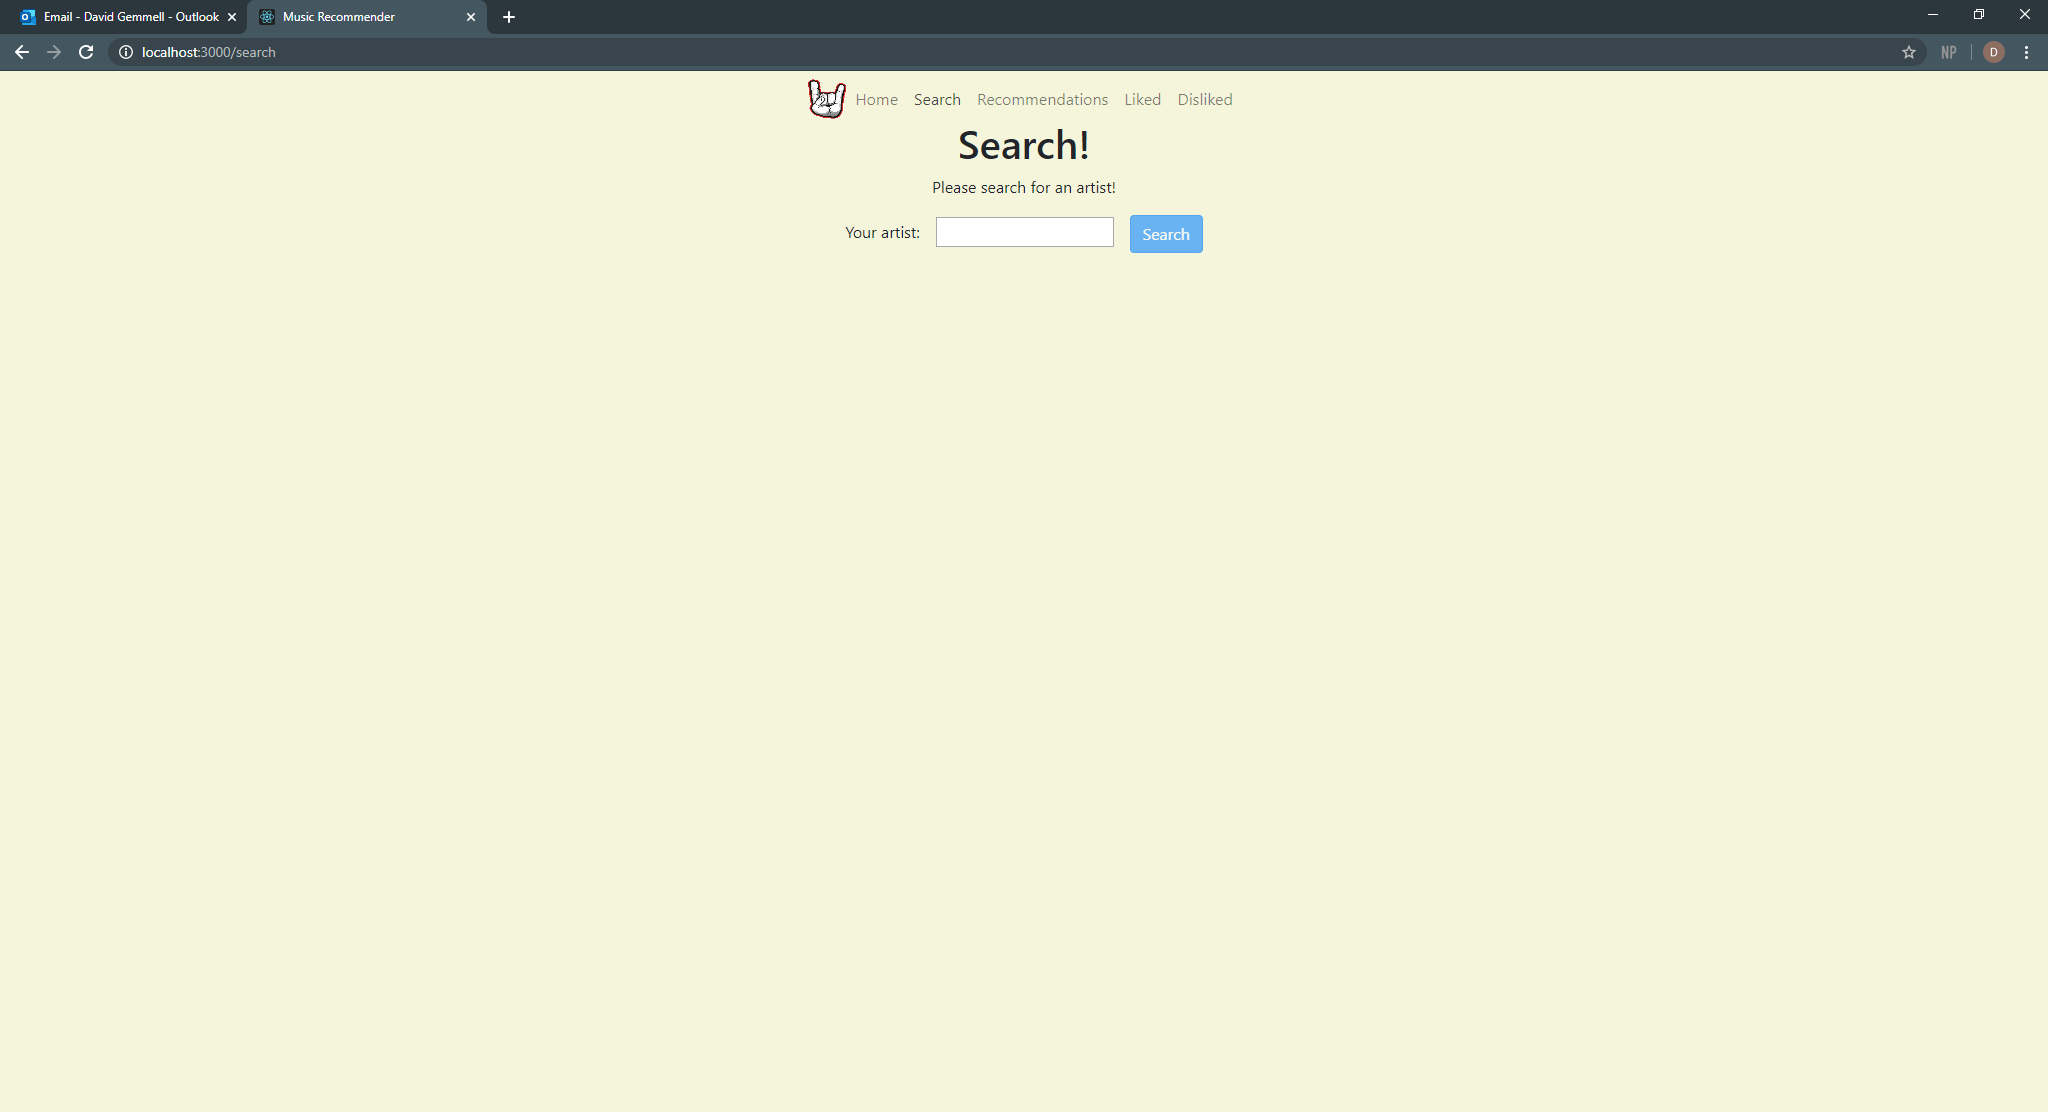 Email - David Gemmell - Outlook
Music Recommender
localhost:3000/search
NP
D
Home Search Recommendations Liked Disliked
Search!
Please search for an artist!
Your artist:
Search